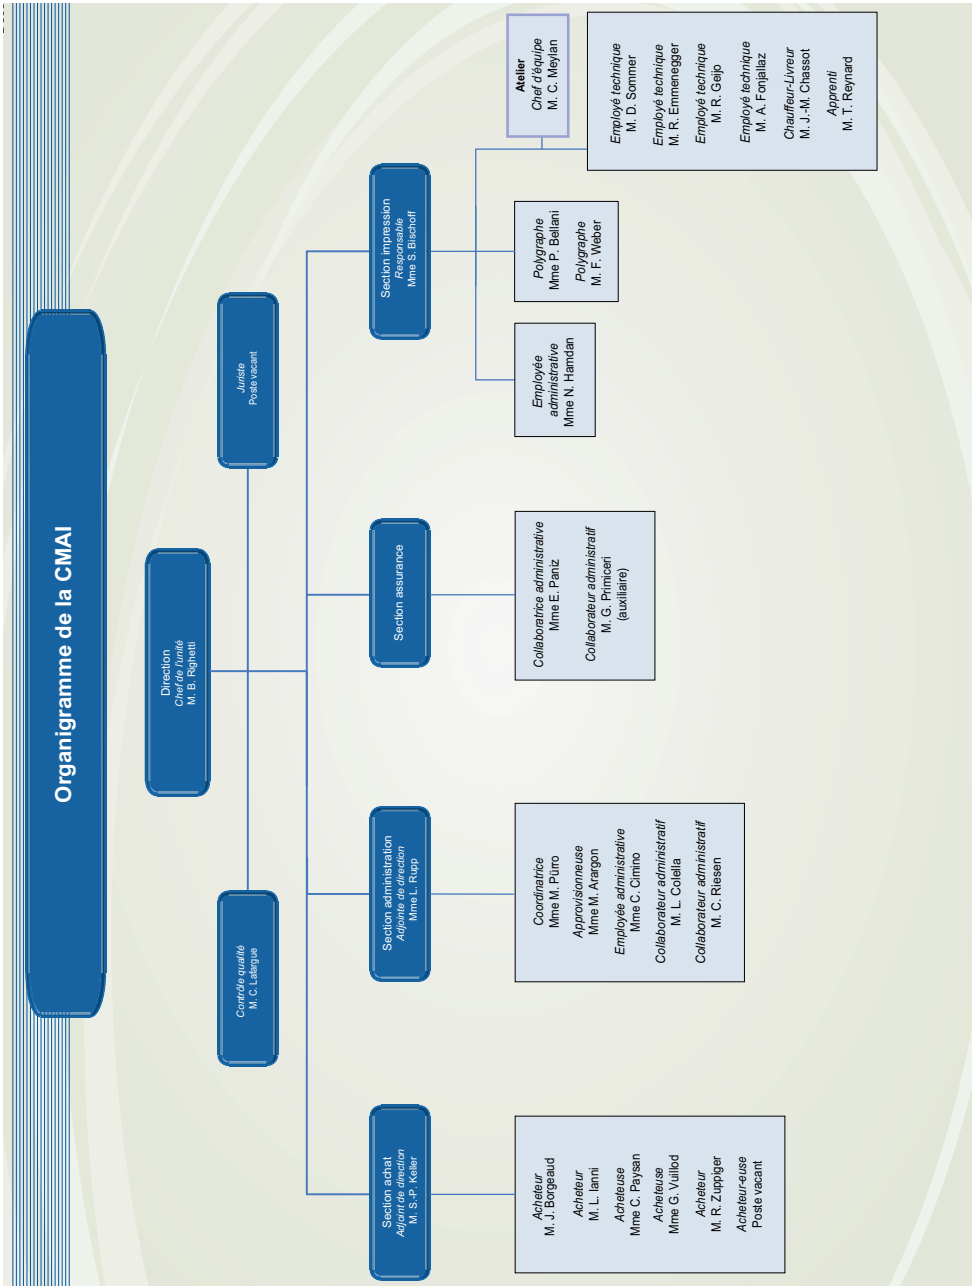 Organigramme de la CMAI
Direction
Chef de l'unité
M. B. Righetti
Contrôle qualité
M. C. Lafargue
Juriste
Poste vacant
Section achat
Adjoint de direction
M. S.-P. Keller
Section administration
Adjointe de direction
Mme L. Rupp
Section assurance
Section impression
Responsable
Mme S. Bischoff
Acheteur
M. J. Borgeaud
Acheteur
M. L. Ianni
Acheteuse
Mme C. Paysan
Acheteuse
Mme G. Vuillod
Acheteur
M. R. Zuppiger
Acheteur-euse
Poste vacant
Coordinatrice
Mme M. Pürro
Approvisionneuse
Mme M. Arargon
Employée administrative
Mme C. Cimino
Collaborateur administratif
M. L. Colella
Collaborateur administratif
M. C. Riesen
Collaboratrice administrative
Mme E. Paniz
Collaborateur administratif
M. G. Primiceri
(auxiliaire)
Employée
administrative
Mme N. Hamdan
Polygraphe
Mme P. Bellani
Polygraphe
M. F. Weber
Atelier
Chef d'équipe
M. C. Meylan
Employé technique
M. D. Sommer
Employé technique
M. R. Emmenegger
Employé technique
M. R. Geijo
Employé technique
M. A. Fonjallaz
Chauffeur-Livreur
M. J.-M. Chassot
Apprenti
M. T. Reynard